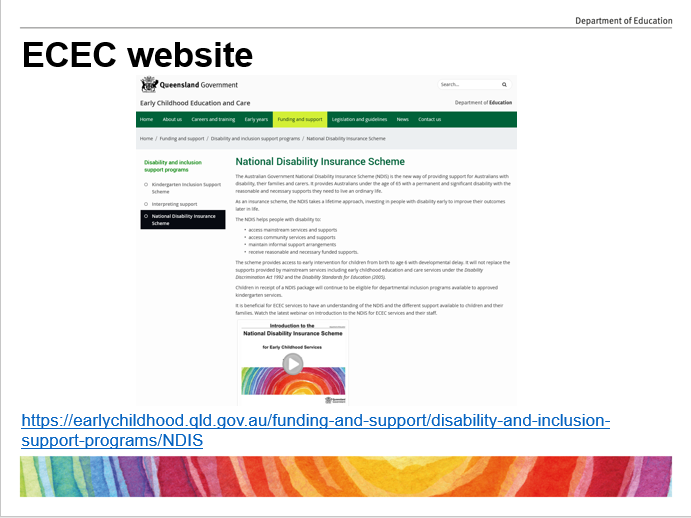 Department of Education
ECEC website
Queensland Government
Search...
Early Childhood Education and Care
Department of Education
Home About us Careers and training Early years Funding and support Legislation and guidelines News Contact us
Home / Funding and support / Disability and inclusion support programs / National Disability Insurance Scheme
Disability and inclusion
support programs
Kindergarten Inclusion Support
Scheme
Interpreting support
National Disability Insurance
Scheme
National Disability Insurance Scheme
The Australian Government National Disability Insurance Scheme (NDIS) is the new way of providing support for Australians with
disability, their families and carers. It provides Australians under the age of 65 with a permanent and significant disability with the
reasonable and necessary supports they need to live an ordinary life.
As an insurance scheme, the NDIS takes a lifetime approach, investing in people with disability early to improve their outcomes
later in life.
The NDIS helps people with disability to:
• access mainstream services and supports
• access community services and supports
• maintain informal support arrangements
• receive reasonable and necessary funded supports.
The scheme provides access to early intervention for children from birth to age 6 with developmental delay. It will not replace the
supports provided by mainstream services including early childhood education and care services under the Disability
Discrimination Act 1992 and the Disability Standards for Education (2005).
Children in receipt of a NDIS package will continue to be eligible for departmental inclusion programs available to approved
kindergarten services.
It is beneficial for ECEC services to have an understanding of the NDIS and the different support available to children and their
families. Watch the latest webinar on Introduction to the NDIS for ECEC services and their staff.
Introduction to the
National Disability Insurance Scheme
for Early Childhood Services
https://earlychildhood.qld.gov.au/funding-and-support/disability-and-inclusion-
support-programs/NDIS